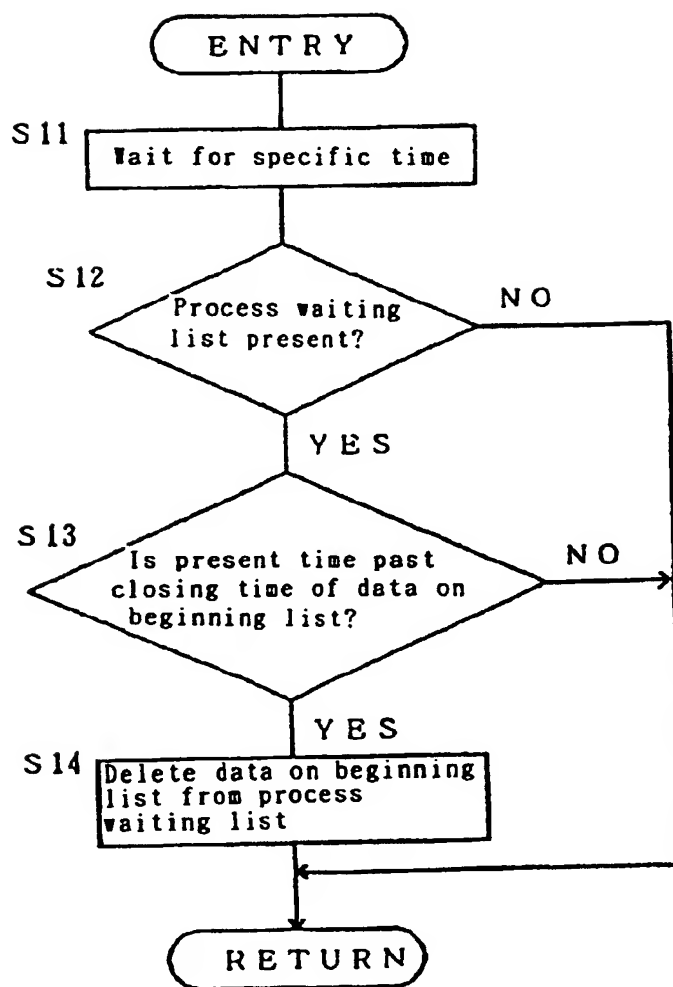 ENTRY
S11
Wait for specific time
S12
Process waiting
list present?
NO
YES
S13
Is present time past
closing time of data on
beginning list?
NO
YES
S14
Delete data on beginning
list from process
waiting list
RETURN